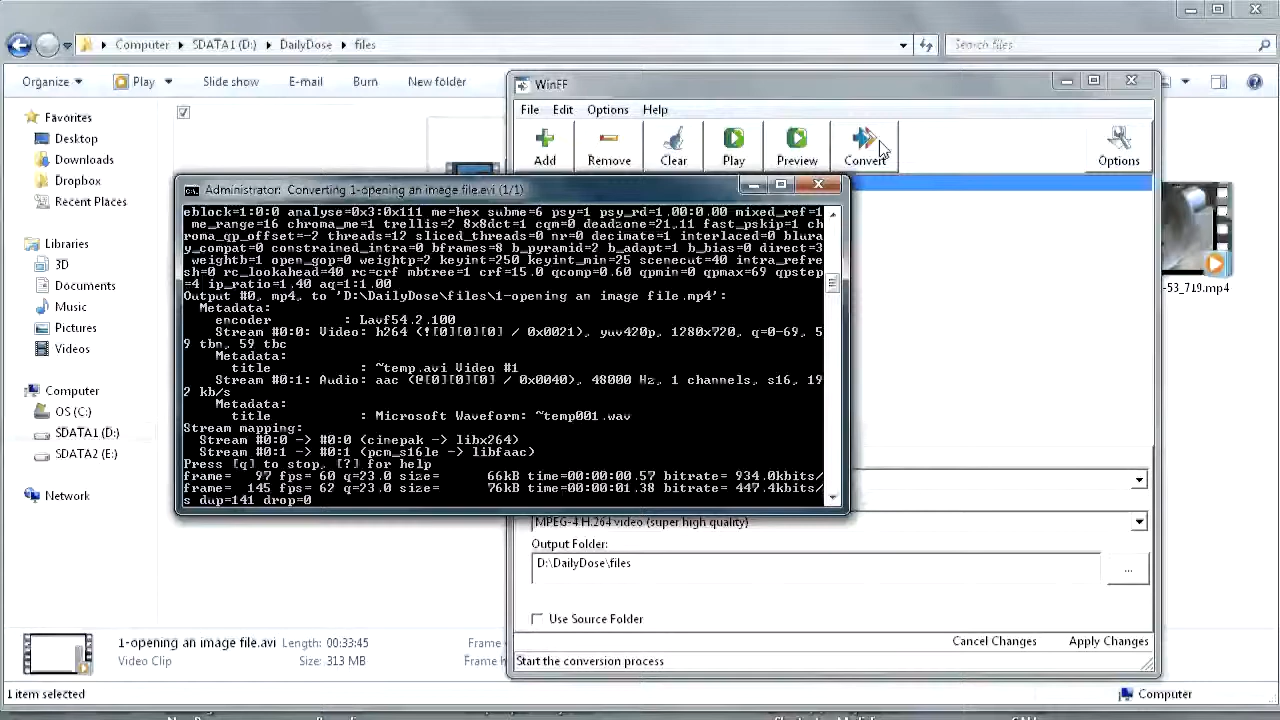 Computer ▸ SDATA1 (D:) ▸ DailyDose ▸ files
Search files
Organize Play Slide show E-mail Burn New folder
Favorites
Desktop
Downloads
Dropbox
Recent Places
Libraries
3D
Documents
Music
Pictures
Videos
Computer
OS (C:)
SDATA1 (D:)
SDATA2 (E:)
Network
WinFF
File Edit Options Help
Add Remove Clear Play Preview Convert Options
Administrator: Converting 1-opening an image file.avi (1/1)
eblock=1:0:0 analyse=0x3:0x111 me=hex subme=6 psy=1 psy_rd=1.00:0.00 mixed_ref=1
me_range=16 chroma_me=1 trellis=2 8x8dct=1 cqm=0 deadzone=21,11 fast_pskip=1 ch
roma_qp_offset=-2 threads=12 sliced_threads=0 nr=0 decimate=1 interlaced=0 blura
y_compat=0 constrained_intra=0 bframes=8 b_pyramid=2 b_adapt=1 b_bias=0 direct=3
weightb=1 open_gop=0 weightp=2 keyint=250 keyint_min=25 scenecut=40 intra_refre
sh=0 rc_lookahead=40 rc=crf mbtree=1 crf=15.0 qcomp=0.60 qpmin=0 qpmax=69 qpstep
=4 ip_ratio=1.40 aq=1:1.00
Output #0, mp4, to 'D:\DailyDose\files\1-opening an image file.mp4':
Metadata:
encoder : Lavf54.2.100
Stream #0:0: Video: h264 (![0][0][0] / 0x0021), yuv420p, 1280x720, q=0-69, 5
9 tbn, 59 tbc
Metadata:
title : ~temp.avi Video #1
Stream #0:1: Audio: aac (@[0][0][0] / 0x0040), 48000 Hz, 1 channels, s16, 19
2 kb/s
Metadata:
title : Microsoft Waveform: ~temp001.wav
Stream mapping:
Stream #0:0 -> #0:0 (cinepak -> libx264)
Stream #0:1 -> #0:1 (pcm_s16le -> libfaac)
Press [q] to stop, [?] for help
frame= 97 fps= 60 q=23.0 size= 66kB time=00:00:00.57 bitrate= 934.0kbits/
frame= 145 fps= 62 q=23.0 size= 76kB time=00:00:01.38 bitrate= 447.4kbits/
s dup=141 drop=0
-53_719.mp4
MPEG-4 H.264 video (super high quality)
Output Folder:
D:\DailyDose\files
...
Use Source Folder
Cancel Changes Apply Changes
Start the conversion process
1-opening an image file.avi Length: 00:33:45 Frame
Video Clip Size: 313 MB Frame h
1 item selected
Computer